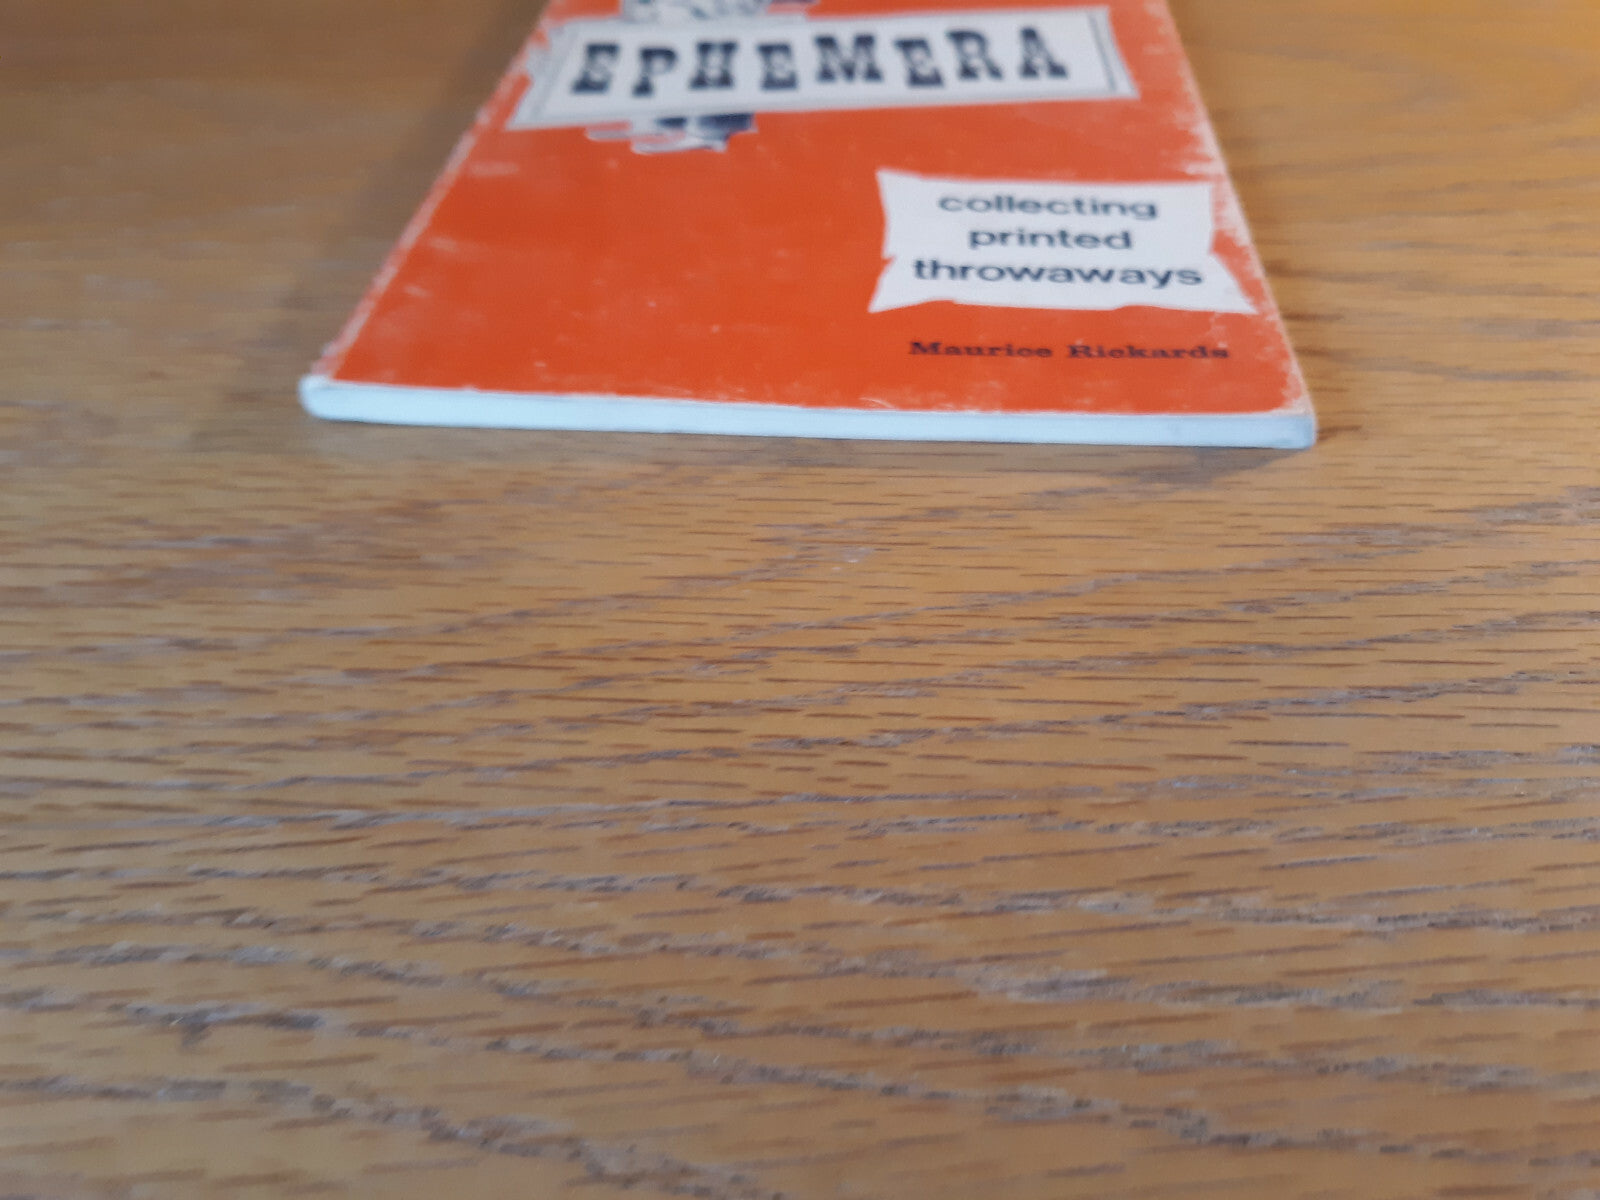 EPHEMERA
collecting
printed
throwaways
Maurice Rickards